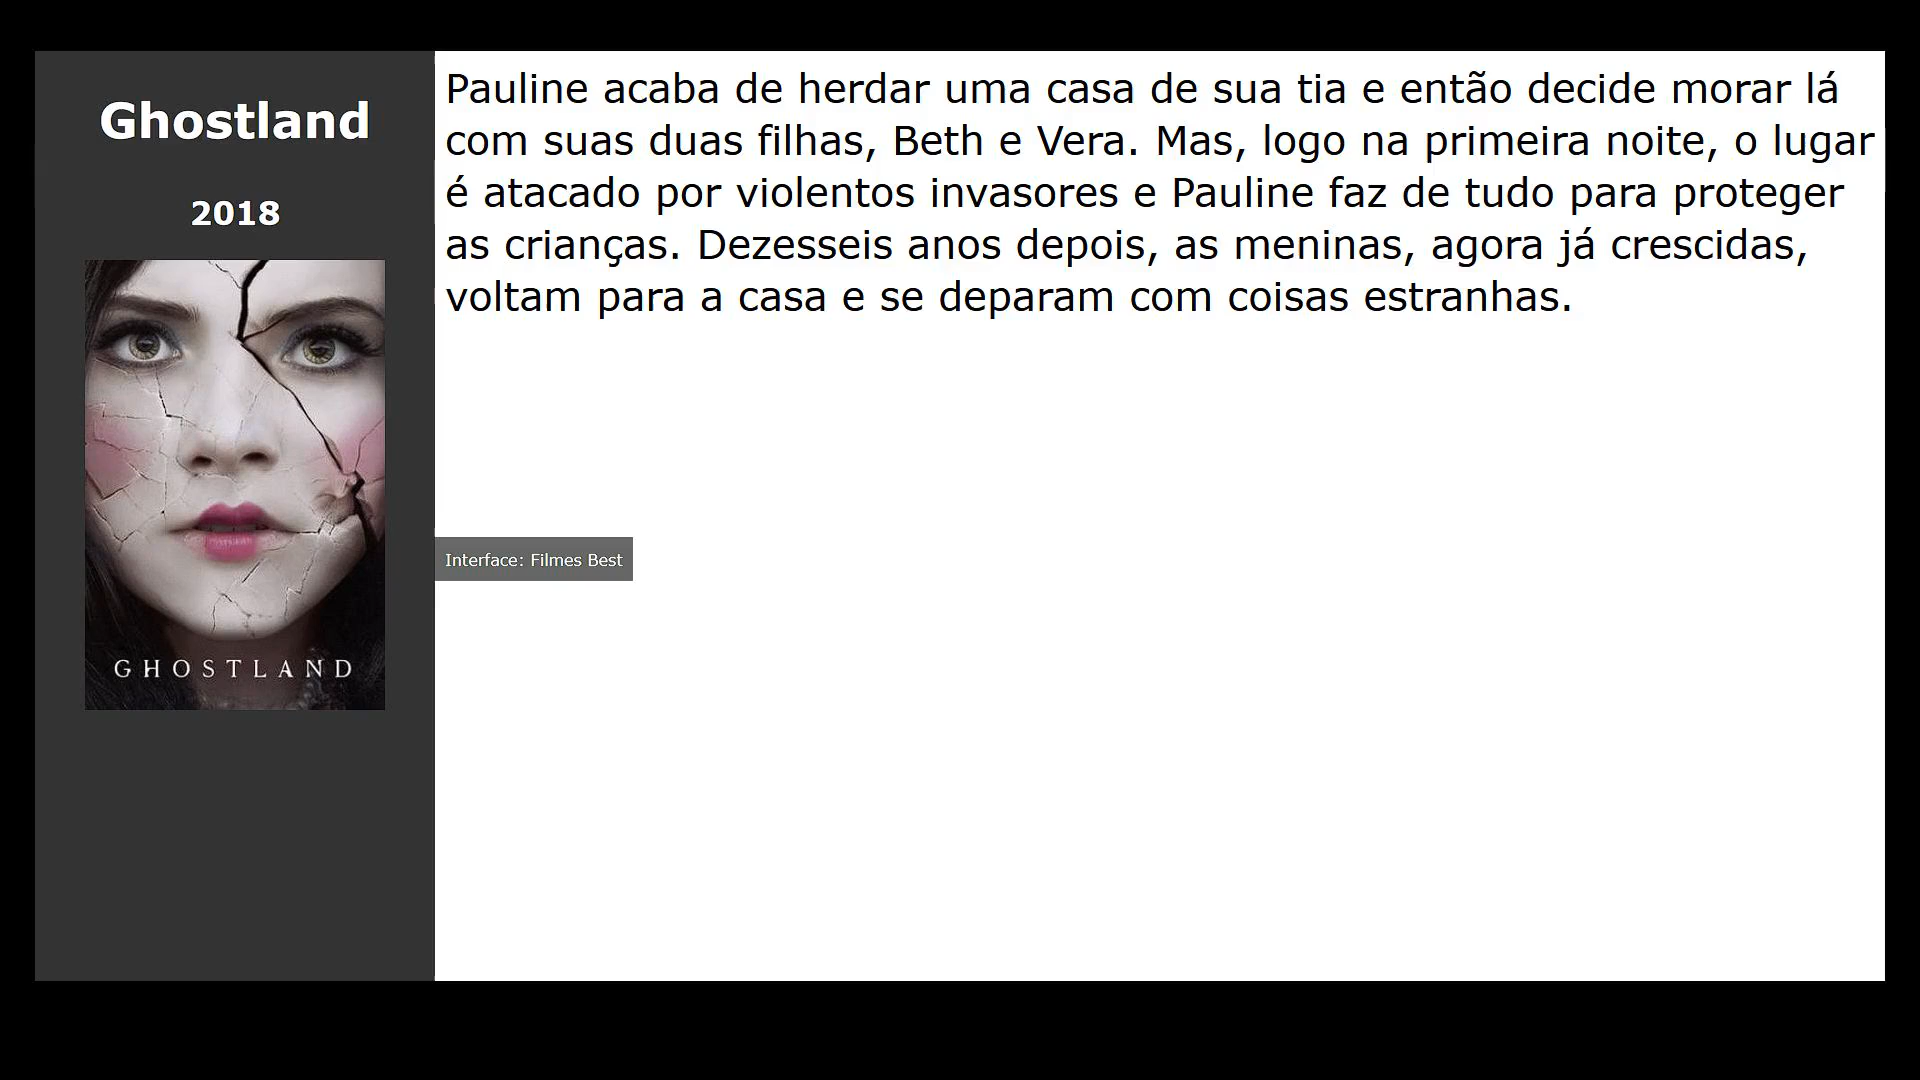 Ghostland
2018
GHOSTLAND
Pauline acaba de herdar uma casa de sua tia e então decide morar lá
com suas duas filhas, Beth e Vera. Mas, logo na primeira noite, o lugar
é atacado por violentos invasores e Pauline faz de tudo para proteger
as crianças. Dezesseis anos depois, as meninas, agora já crescidas,
voltam para a casa e se deparam com coisas estranhas.
Interface: Filmes Best